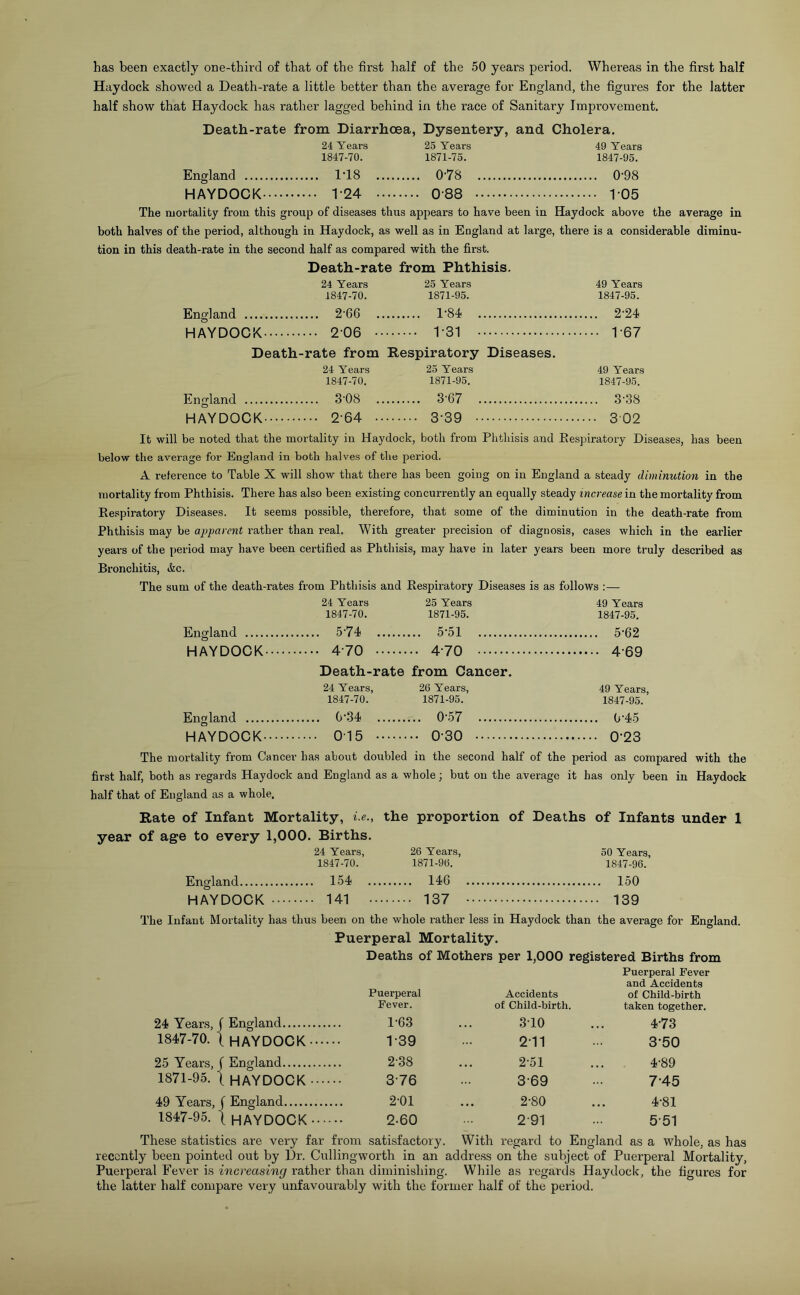 has been exactly one-third of that of the first half of the 50 years period. Whereas in the first half
Haydock showed a Death-rate a little better than the average for England, the figures for the latter
half show that Haydock has rather lagged behind in the race of Sanitary Improvement.
Death-rate from Diarrhœa, Dysentery, and Cholera.
24 Years 25 Years 49 Years
1847-70. 1871-75. 1847-95.
England ............... 1·18 ......... 0·78 ........................ 0·98
HAYDOCK·········· 1·24 ········ 0·88 ························ 1·05
The mortality from this group of diseases thus appears to have been in Haydock above the average in
both halves of the period, although in Haydock, as well as in England at large, there is a considerable diminu-
tion in this death-rate in the second half as compared with the first.
Death-rate from Phthisis.
24 Years 25 Years 49 Years
1847-70. 1871-95. 1847-95.
England ............... 2·66 ......... 1·84 ........................ 2·24
HAYDOCK·········· 2·06 ········ 1·31 ························ 1·67
Death-rate from Respiratory Diseases.
24 Years 25 Years 49 Years
1847-70. 1871-95. 1847-95.
England ............... 3·08 ......... 3·67 ........................ 3·38
HAYDOCK·········· 2·64 ········ 3·39 ························ 3 02
It will be noted that the mortality in Haydock, both from Phthisis and Respiratory Diseases, has been
below the average for England in both halves of the period.
A reference to Table X will show that there has been going on in England a steady diminution in the
mortality from Phthisis. There has also been existing concurrently an equally steady increase in the mortality from
Respiratory Diseases. It seems possible, therefore, that some of the diminution in the death-rate from
Phthisis may be apparent rather than real. With greater precision of diagnosis, cases which in the earlier
years of the period may have been certified as Phthisis, may have in later years been more truly described as
Bronchitis, &c.
The sum of the death-rates from Phthisis and Respiratory Diseases is as follows :—
24 Years 25 Years 49 Years
1847-70. 1871-95. 1847-95.
England ............... 5·74 ......... 5·51 ........................ 5·62
HAYDOCK·········· 4·70 ········ 4·70 ························ 4·69
Death-rate from Cancer.
24 Years, 26 Years, 49 Years,
1847-70. 1871-95. 1847-95.
England ............... 0·34 ......... 0·57 ........................ 0·45
HAYDOCK·········· 0 15 ········ 0·30 ························ 0·23
The mortality from Cancer has about doubled in the second half of the period as compared with the
first half, both as regards Haydock and England as a whole; but on the average it has only been in Haydock
half that of England as a whole.
Rate of Infant Mortality, i.e., the proportion of Deaths of Infants under 1
year of age to every 1,000. Births.
24 Years, 26 Years, 50 Years,
1847-70. 1871-96. 1847-96.
England............... 154 ......... 146 ........................ 150
HAYDOCK ········ 141 ········ 137 ························ 139
The Infant Mortality has thus been on the whole rather less in Haydock than the average for England.
Puerperal Mortality.
Deaths of Mothers per 1,000 registered Births from
Puerperal Fever
and Accidents
Puerperal Accidents of Child-birth
Fever. of Child-birth. taken together.
24 Years, { England............ 1·63 ... 3·10 ... 4·73
1847-70. { HAYDOCK ······ 1·39 ... 2·11 ... 3·50
25 Years, { England............ 2·38 ... 2·51 ... 4·89
1871-95. { HAYDOCK ······ 3·76 ... 3·69 ... 7·45
49 Years, { England............ 2·01 ... 2·80 ... 4·81
1847-95. { HAYDOCK ······ 2·60 ... 2·91 ... 5·51
These statistics are very far from satisfactory. With regard to England as a whole, as has
recently been pointed out by Dr. Cullingworth in an address on the subject of Puerperal Mortality,
Puerperal Fever is increasing rather than diminishing. While as regards Haydock, the figures for
the latter half compare very unfavourably with the former half of the period.